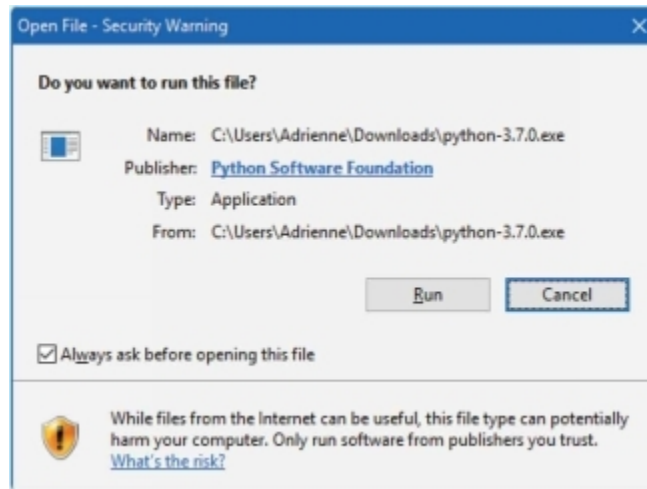 Open File - Security Warning
Do you want to run this file?
Name: C:\Users\Adrienne\Downloads\python-3.7.0.exe
Publisher: Python Software Foundation
Type: Application
From: C:\Users\Adrienne\Downloads\python-3.7.0.exe
Run Cancel
Always ask before opening this file
While files from the Internet can be useful, this file type can potentially
harm your computer. Only run software from publishers you trust.
What's the risk?